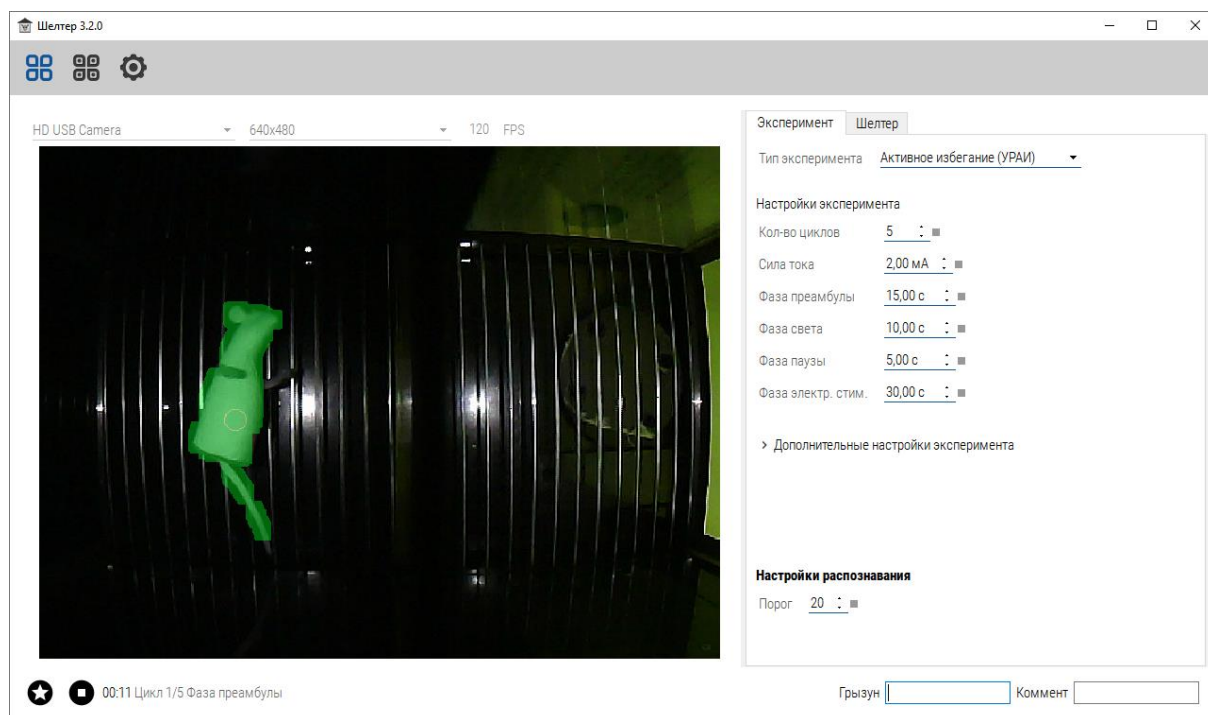 Шелтер 3.2.0
HD USB Camera 640x480 120 FPS
Эксперимент Шелтер
Тип эксперимента Активное избегание (УРАИ)
Настройки эксперимента
Кол-во циклов 5
Сила тока 2,00 мА
Фаза преамбулы 15,00 с
Фаза света 10,00 с
Фаза паузы 5,00 с
Фаза электр. стим. 30,00 с
Дополнительные настройки эксперимента
Настройки распознавания
Порог 20
00:11 Цикл 1/5 Фаза преамбулы
Грызун Коммент